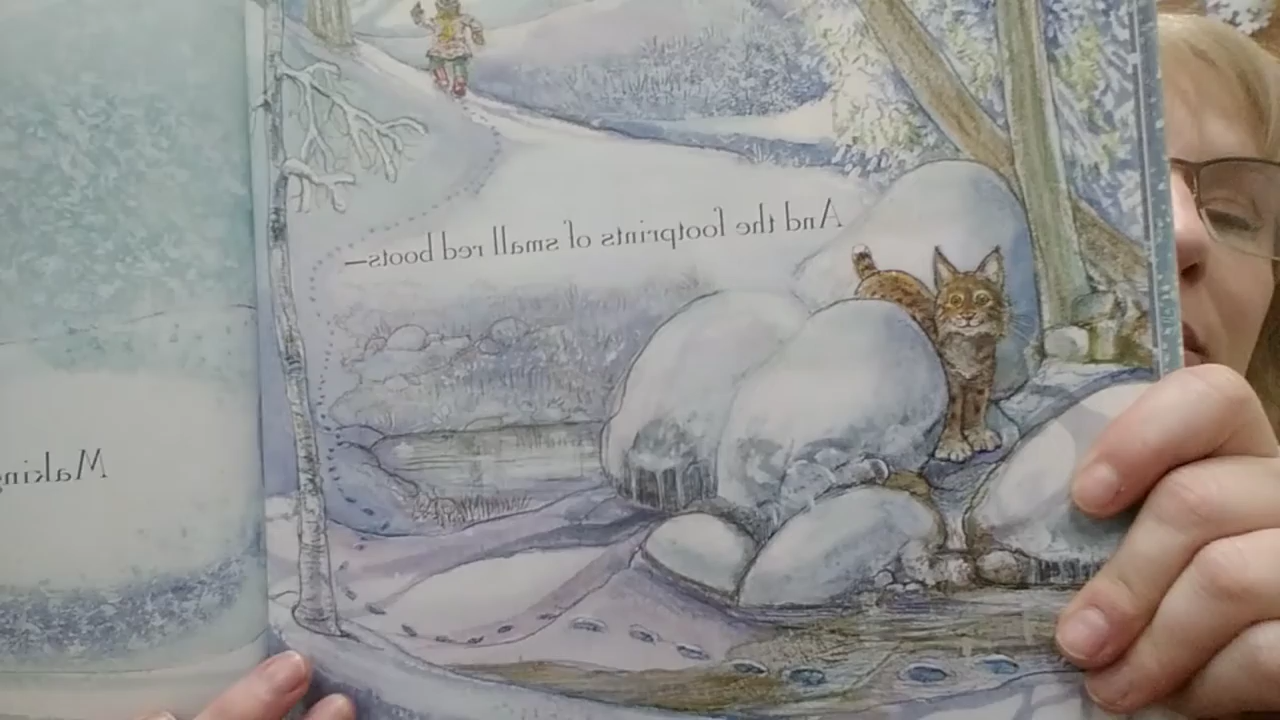 And the footprints of small red boots—
Making